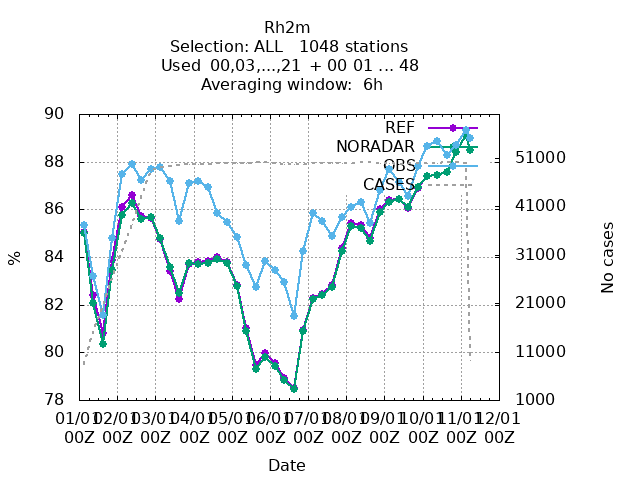 Rh2m
Selection: ALL   1048 stations
Used  00,03,...,21  + 00 01 ... 48
Averaging window:  6h
90
88
86
84
82
80
78
%
REF
NORADAR
OBS
CASES
51000
41000
31000
21000
11000
1000
No cases
01/01 02/01 03/01 04/01 05/01 06/01 07/01 08/01 09/01 10/01 11/01 12/01
00Z 00Z 00Z 00Z 00Z 00Z 00Z 00Z 00Z 00Z 00Z 00Z
Date